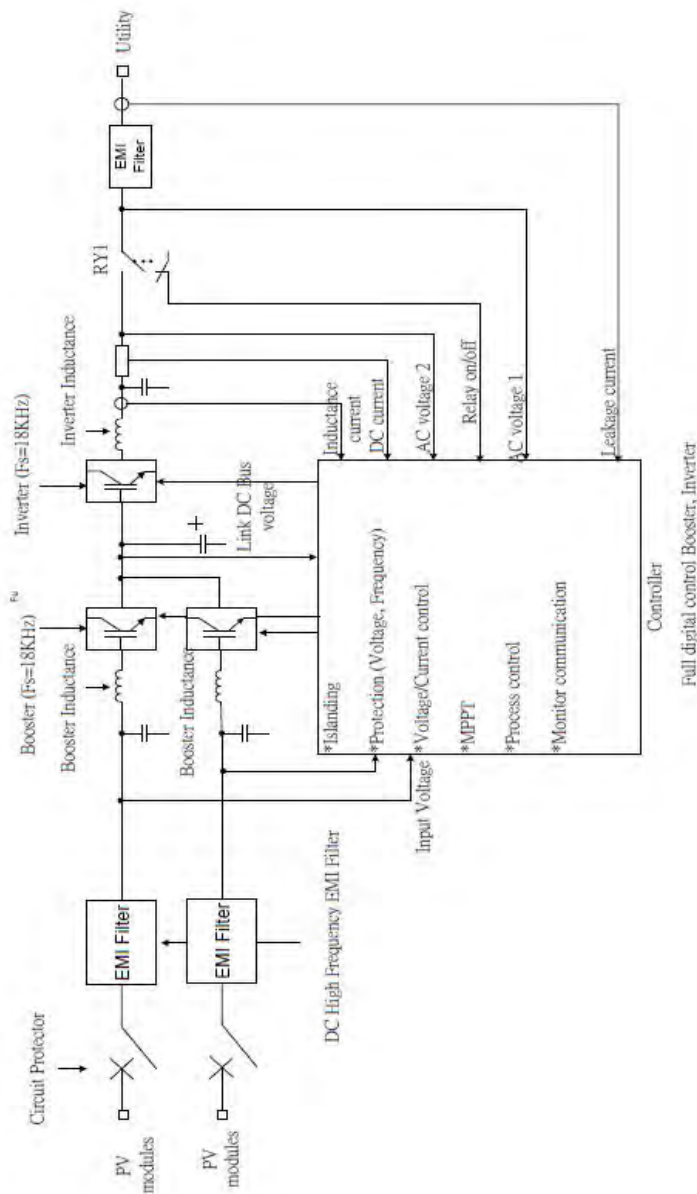 Circuit Protector
Booster (Fs=18KHz)
Fu
Booster Inductance
Inverter (Fs=18KHz)
Inverter Inductance
RY1
EMI
Filter
Utility
PV
modules
EMI Filter
PV
modules
EMI Filter
Booster Inductance
Link DC Bus
voltage
DC High Frequency EMI Filter
Input Voltage
Inductance
current
DC current
AC voltage 2
Relay on/off
AC voltage 1
Leakage current
*Islanding
*Protection (Voltage, Frequency)
*Voltage/Current control
*MPPT
*Process control
*Monitor communication
Controller
Full digital control Booster, Inverter